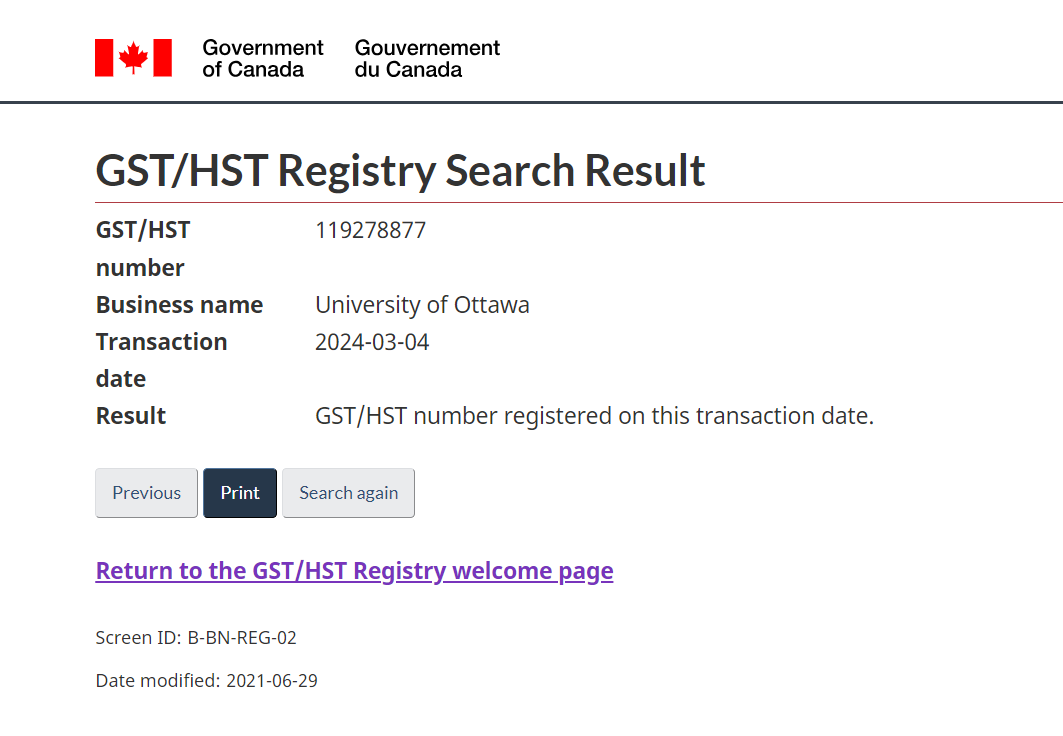 Government Gouvernement
of Canada du Canada
GST/HST Registry Search Result
GST/HST 119278877
number
Business name University of Ottawa
Transaction 2024-03-04
date
Result GST/HST number registered on this transaction date.
Previous Print Search again
Return to the GST/HST Registry welcome page
Screen ID: B-BN-REG-02
Date modified: 2021-06-29